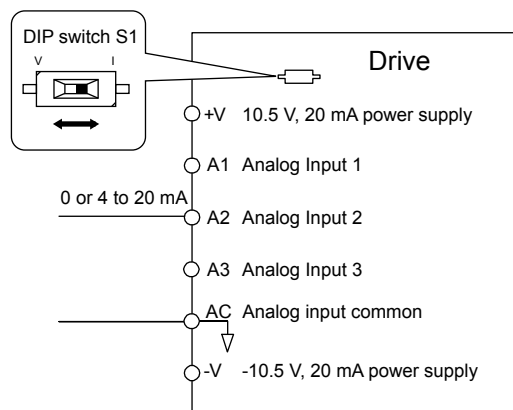 DIP switch S1
V I
Drive
+V 10.5 V, 20 mA power supply
A1 Analog Input 1
0 or 4 to 20 mA
A2 Analog Input 2
A3 Analog Input 3
AC Analog input common
-V -10.5 V, 20 mA power supply